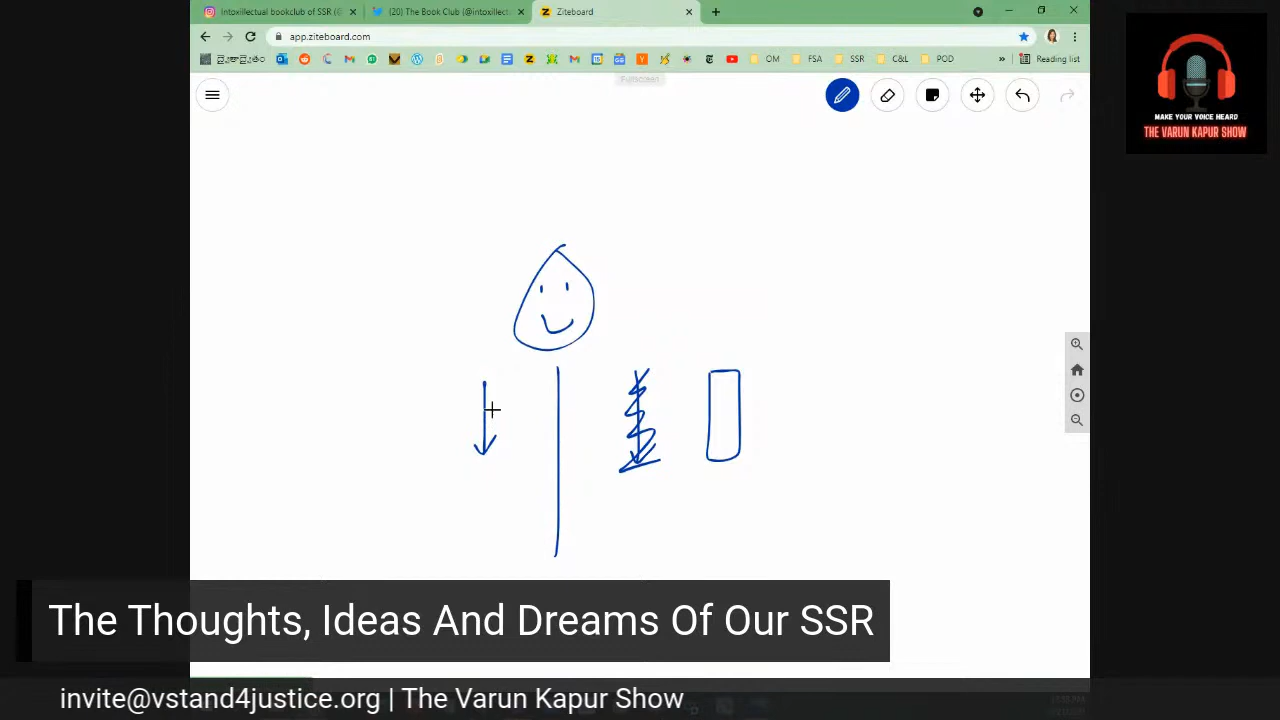 Intoxillectual bookclub of SSR (@
(20) The Book Club (@intoxillect
Ziteboard
app.ziteboard.com
OM
FSA
SSR
C&L
POD
»
Reading list
Fullscreen
MAKE YOUR VOICE HEARD
THE VARUN KAPUR SHOW
The Thoughts, Ideas And Dreams Of Our SSR
invite@vstand4justice.org | The Varun Kapur Show